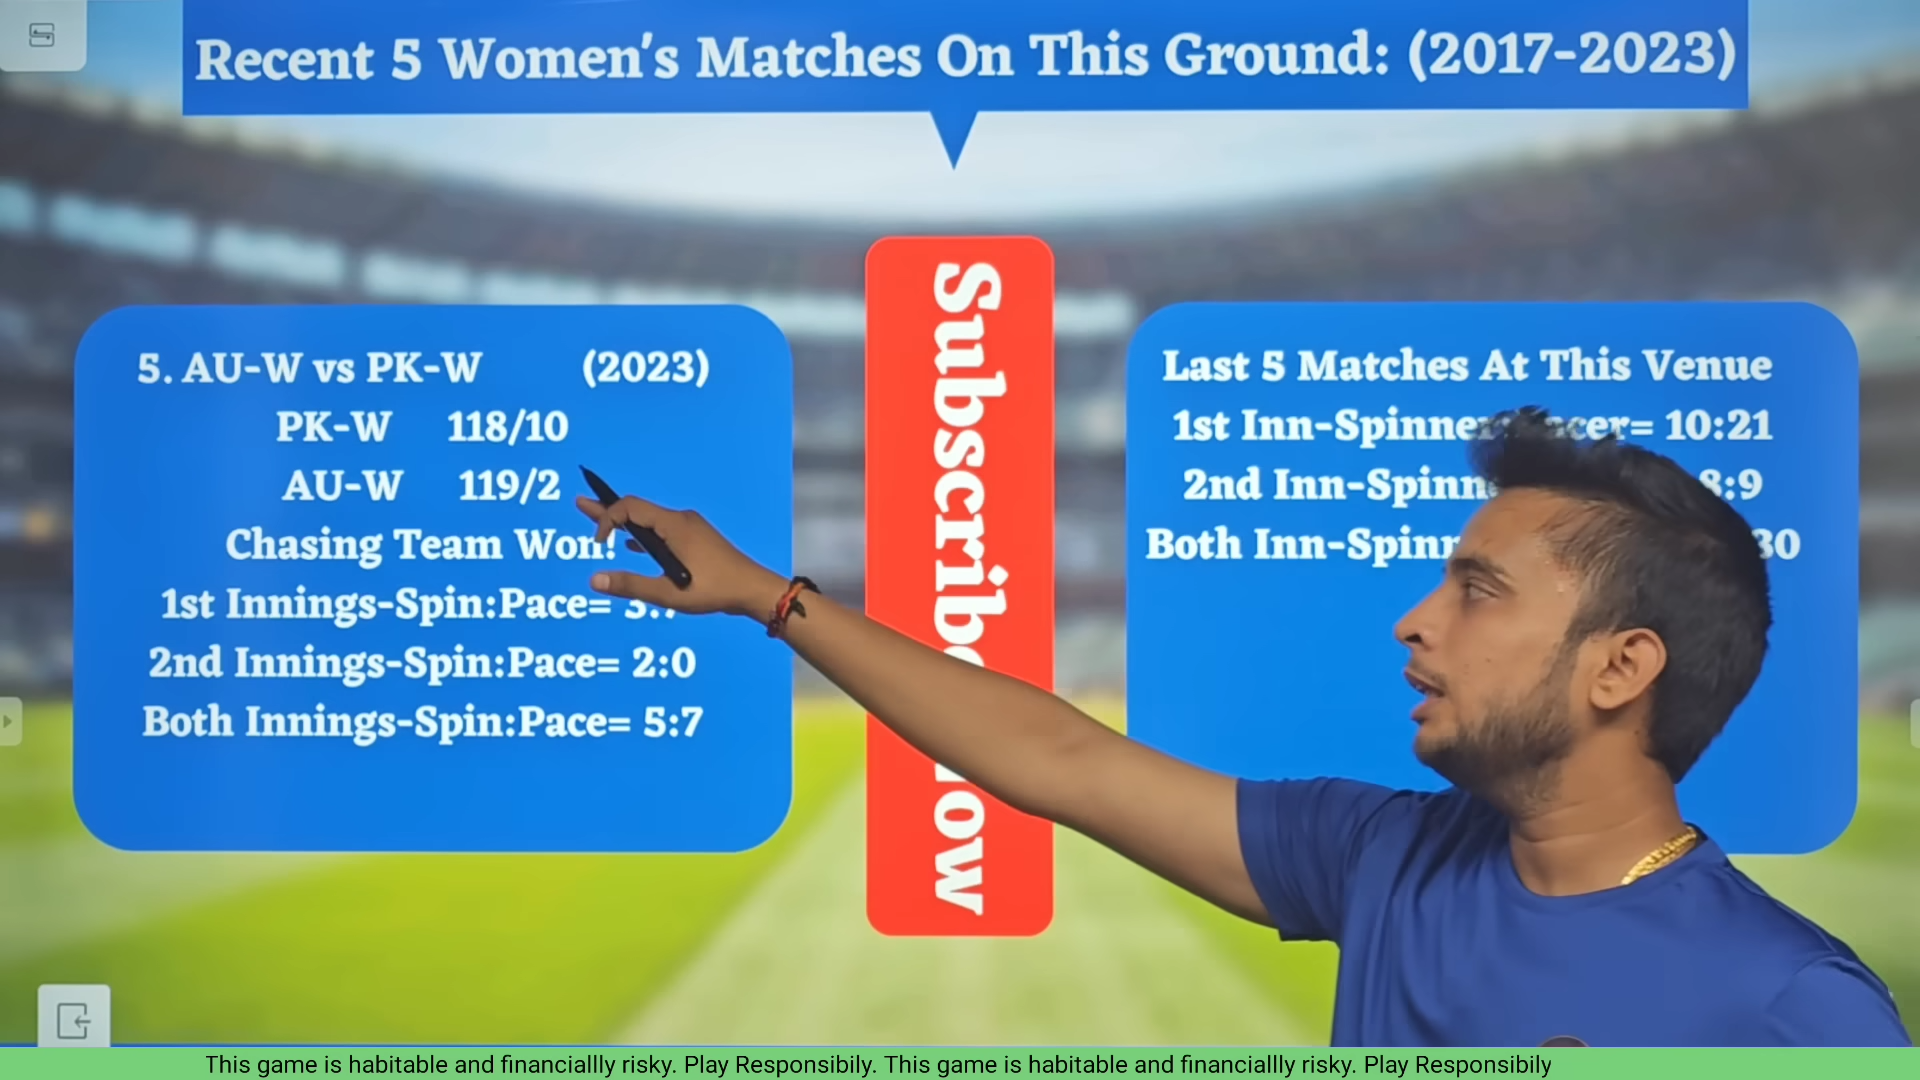 Recent 5 Women's Matches On This Ground: (2017-2023)
5. AU-W vs PK-W (2023)
PK-W 118/10
AU-W 119/2
Chasing Team Won!
1st Innings-Spin:Pace=
2nd Innings-Spin:Pace= 2:0
Both Innings-Spin:Pace= 5:7
Subscribe
Last 5 Matches At This Venue
1st Inn- = 10:21
2nd Inn- 8:9
Both Inn- 30
This game is habitable and financiallly risky. Play Responsibily. This game is habitable and financiallly risky. Play Responsibily